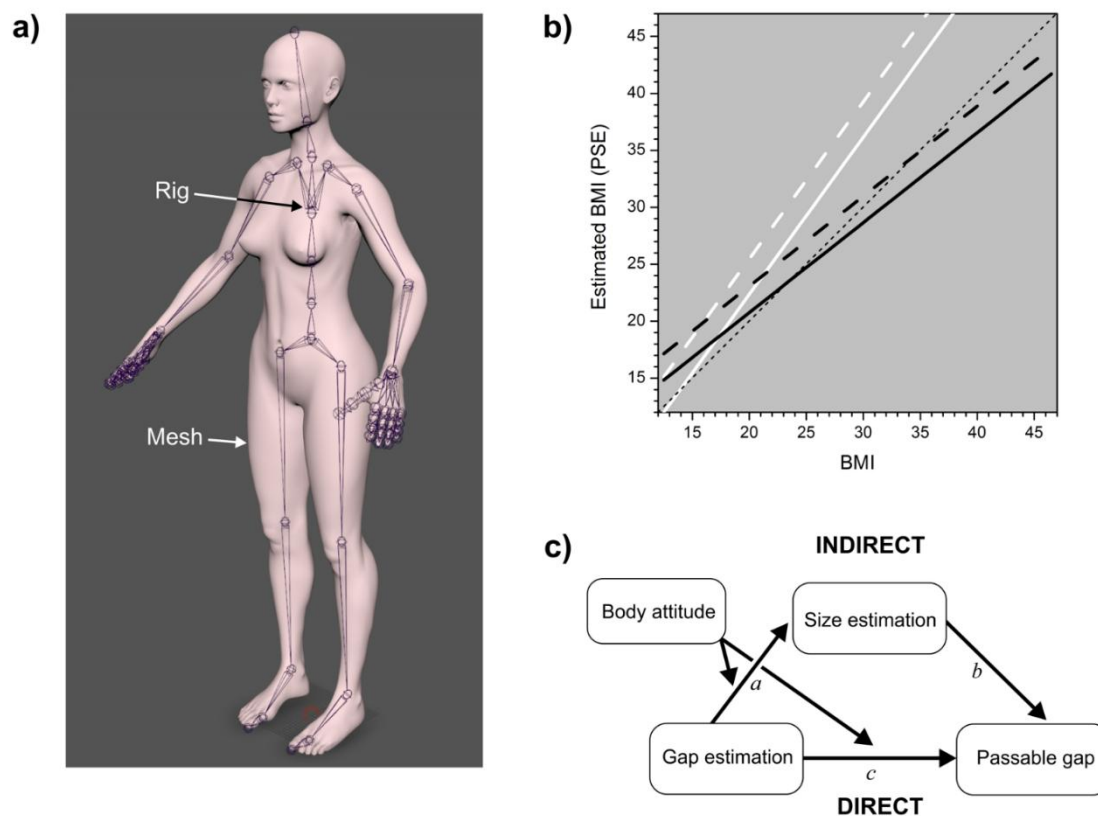 a)
Rig
Mesh
b)
Estimated BMI (PSE)
45
40
35
30
25
20
15
15 20 25 30 35 40 45
BMI
c)
INDIRECT
Body attitude
Size estimation
a
b
Gap estimation
Passable gap
c
DIRECT